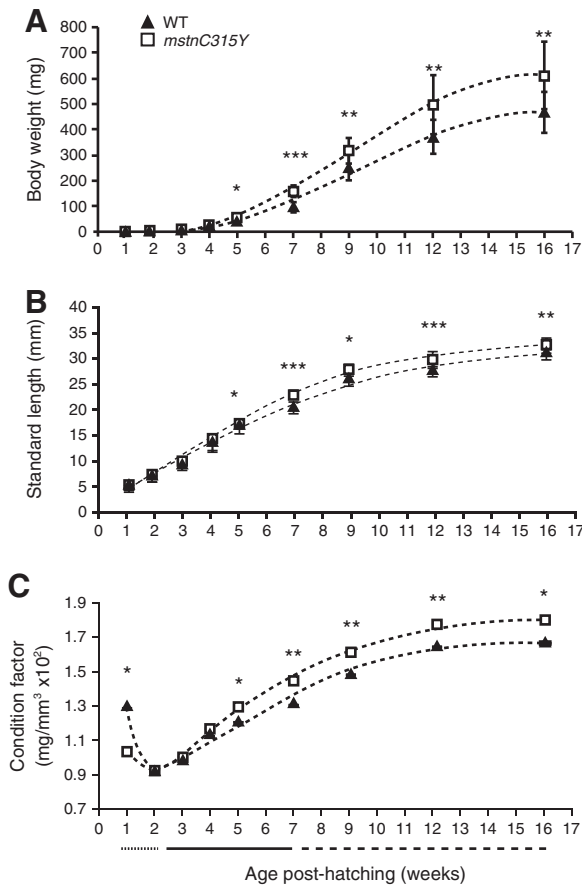 A
▲ WT
□ mstnC315Y
Body weight (mg)
800
700
600
500
400
300
200
100
0
* *** ** ** **
0 1 2 3 4 5 6 7 8 9 10 11 12 13 14 15 16 17
B
Standard length (mm)
40
35
30
25
20
15
10
5
0
* *** * *** **
0 1 2 3 4 5 6 7 8 9 10 11 12 13 14 15 16 17
C
Condition factor
(mg/mm³ x10²)
1.9
1.7
1.5
1.3
1.1
0.9
0.7
* * ** ** ** *
0 1 2 3 4 5 6 7 8 9 10 11 12 13 14 15 16 17
Age post-hatching (weeks)